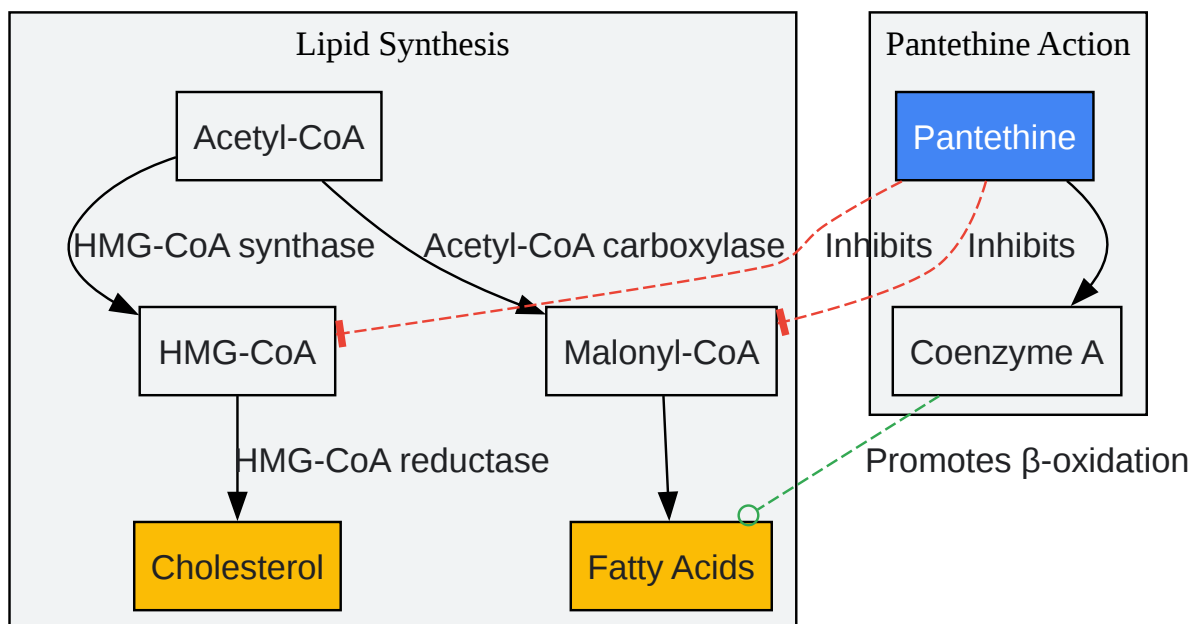 Lipid Synthesis
Pantethine Action
Acetyl-CoA
Pantethine
HMG-CoA synthase
Acetyl-CoA carboxylase
Inhibits
Inhibits
HMG-CoA
Malonyl-CoA
Coenzyme A
HMG-CoA reductase
Promotes β-oxidation
Cholesterol
Fatty Acids